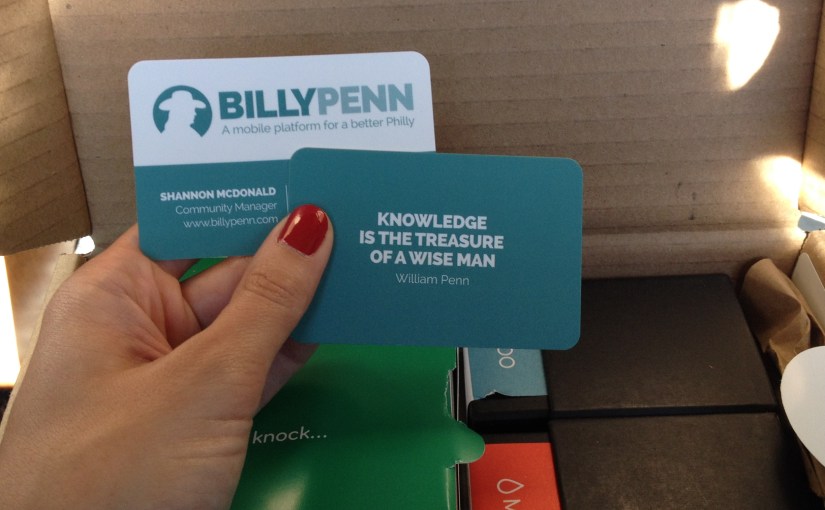 BILLYPENN
A mobile platform for a better Philly
SHANNON MCDONALD
Community Manager
www.billypenn.com
KNOWLEDGE
IS THE TREASURE
OF A WISE MAN
William Penn
knock...